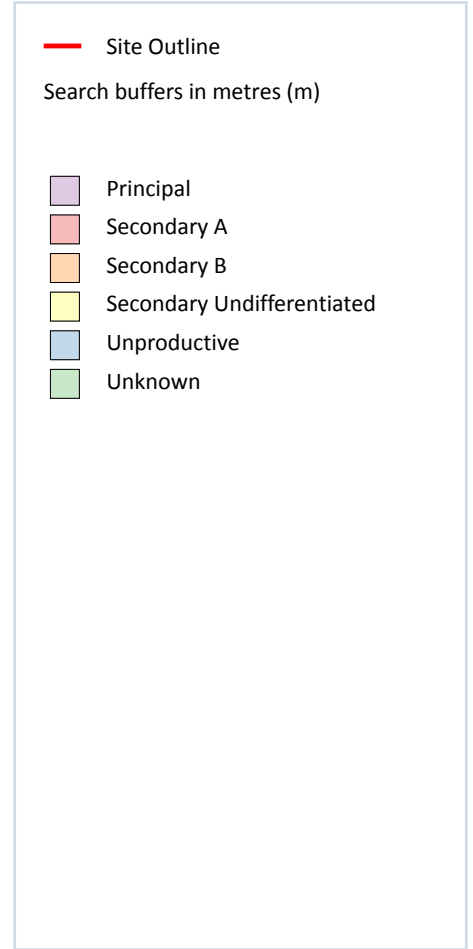 Site Outline
Search buffers in metres (m)
Principal
Secondary A
Secondary B
Secondary Undifferentiated
Unproductive
Unknown